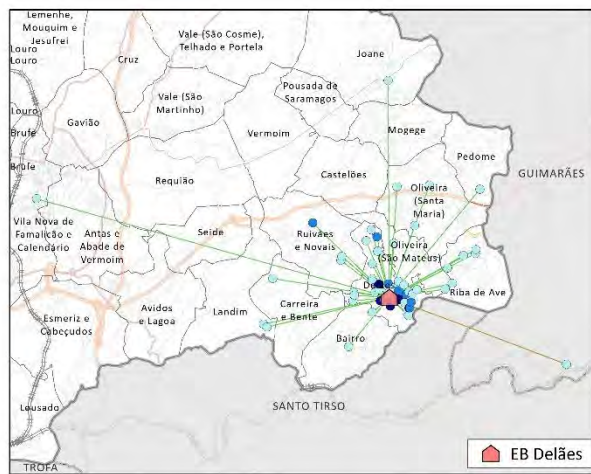 Lemenhe,
Mouquim e
Jesufrei
Vale (São Cosme),
Telhado e Portela
Joane
Louro
Louro
Cruz
Vale (São
Martinho)
Pousada de
Saramagos
Louro
Gavião
Vermoim
Mogege
Brufe
Pedome
Brufe
Requião
Castelões
GUIMARÃES
Oliveira
(Santa
Maria)
Vila Nova de
Famalicão e
Calendário
Antas e
Abade de
Vermoim
Seide
Ruivães
e Novais
Oliveira
(São Mateus)
De
Riba de Ave
Esmeriz e
Cabeçudos
Avidos
e Lagoa
Landim
Carreira
e Bente
Bairro
Lousado
SANTO TIRSO
TROFA
EB Delães